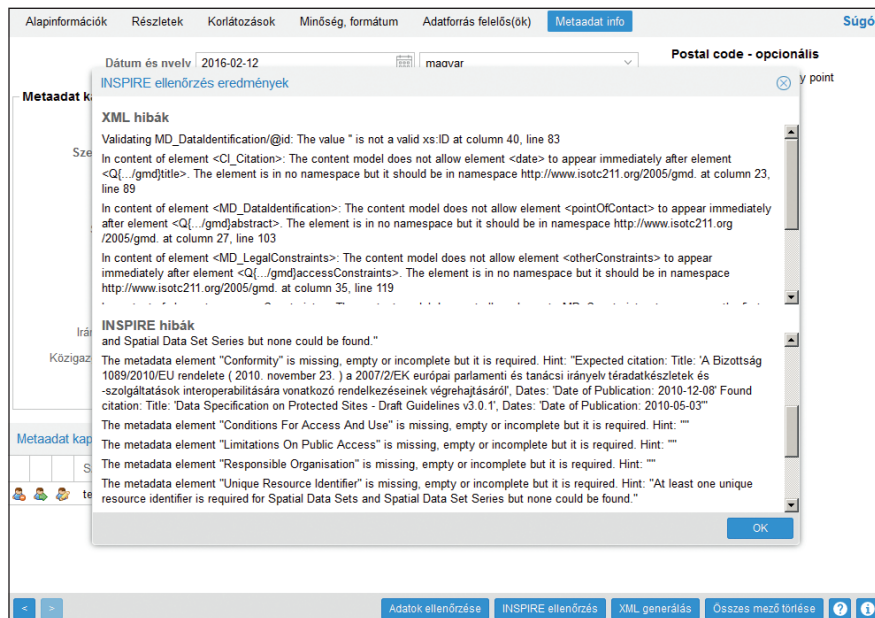 Alapinformációk Részletek Korlátozások Minőség, formátum Adatforrás felelős(ök) Metaadat info Súgó
Dátum és nyelv 2016-02-12 magyar
Postal code - opcionális
y point
INSPIRE ellenőrzés eredmények
Metaadat k
XML hibák
Validating MD_DataIdentification/@id: The value '' is not a valid xs:ID at column 40, line 83
In content of element <CI_Citation>: The content model does not allow element <date> to appear immediately after element
<Q{.../gmd}title>. The element is in no namespace but it should be in namespace http://www.isotc211.org/2005/gmd. at column 23,
line 89
In content of element <MD_DataIdentification>: The content model does not allow element <pointOfContact> to appear immediately
after element <Q{.../gmd}abstract>. The element is in no namespace but it should be in namespace http://www.isotc211.org
/2005/gmd. at column 27, line 103
In content of element <MD_LegalConstraints>: The content model does not allow element <otherConstraints> to appear
immediately after element <Q{.../gmd}accessConstraints>. The element is in no namespace but it should be in namespace
http://www.isotc211.org/2005/gmd. at column 35, line 119
Sze
Irár
Közigaz
INSPIRE hibák
and Spatial Data Set Series but none could be found."
The metadata element "Conformity" is missing, empty or incomplete but it is required. Hint: "Expected citation: Title: 'A Bizottság
1089/2010/EU rendelete ( 2010. november 23. ) a 2007/2/EK európai parlamenti és tanácsi irányelv téradatkészletek és
-szolgáltatások interoperabilitására vonatkozó rendelkezéseinek végrehajtásáról', Dates: 'Date of Publication: 2010-12-08' Found
citation: Title: 'Data Specification on Protected Sites - Draft Guidelines v3.0.1', Dates: 'Date of Publication: 2010-05-03'"
The metadata element "Conditions For Access And Use" is missing, empty or incomplete but it is required. Hint: ""
The metadata element "Limitations On Public Access" is missing, empty or incomplete but it is required. Hint: ""
The metadata element "Responsible Organisation" is missing, empty or incomplete but it is required. Hint: ""
The metadata element "Unique Resource Identifier" is missing, empty or incomplete but it is required. Hint: "At least one unique
resource identifier is required for Spatial Data Sets and Spatial Data Set Series but none could be found."
Metaadat kap
S
te
OK
< > Adatok ellenőrzése INSPIRE ellenőrzés XML generálás Összes mező törlése ? i